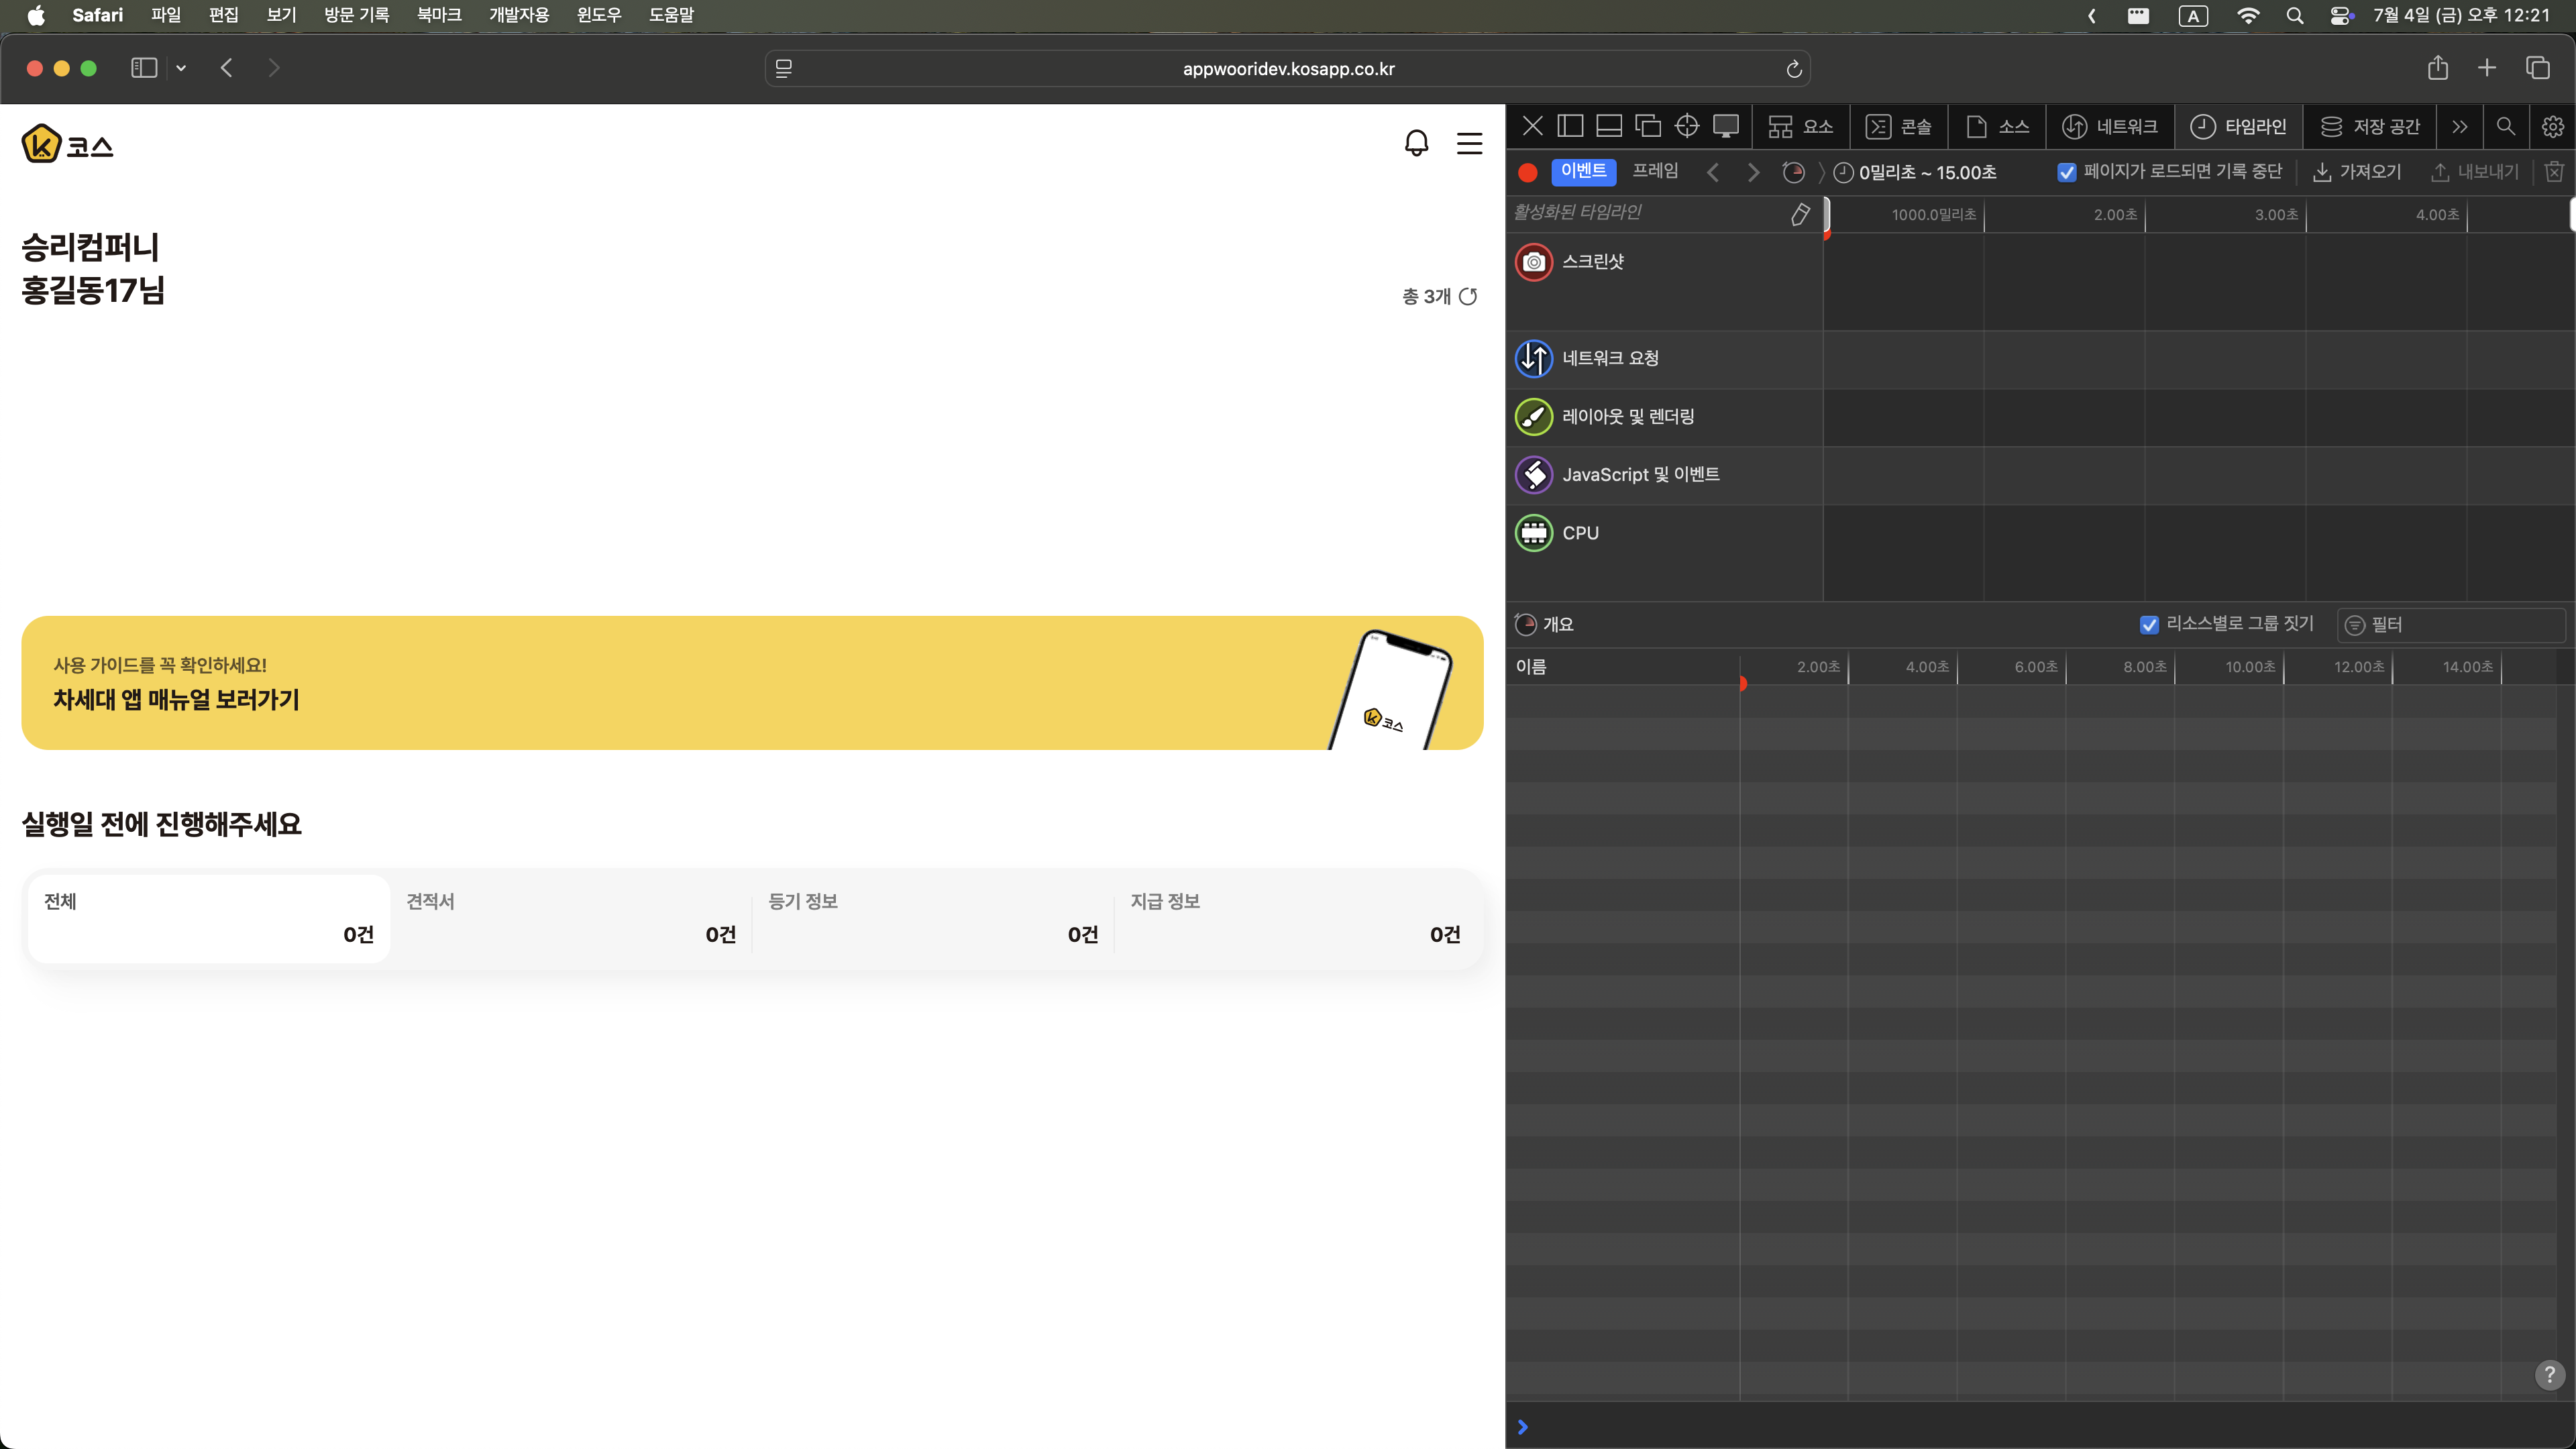 Safari 파일 편집 보기 방문 기록 북마크 개발자용 윈도우 도움말 A 7월 4일 (금) 오후 12:21
appwooridev.kosapp.co.kr
코스
승리컴퍼니
홍길동17님
총 3개
사용 가이드를 꼭 확인하세요!
차세대 앱 매뉴얼 보러가기
코스
실행일 전에 진행해주세요
전체 견적서 등기 정보 지급 정보
0건 0건 0건 0건
요소 콘솔 소스 네트워크 타임라인 저장 공간
이벤트 프레임 0밀리초 ~ 15.00초 페이지가 로드되면 기록 중단 가져오기 내보내기
활성화된 타임라인 1000.0밀리초 2.00초 3.00초 4.00초
스크린샷
네트워크 요청
레이아웃 및 렌더링
JavaScript 및 이벤트
CPU
개요 리소스별로 그룹 짓기 필터
이름 2.00초 4.00초 6.00초 8.00초 10.00초 12.00초 14.00초
?